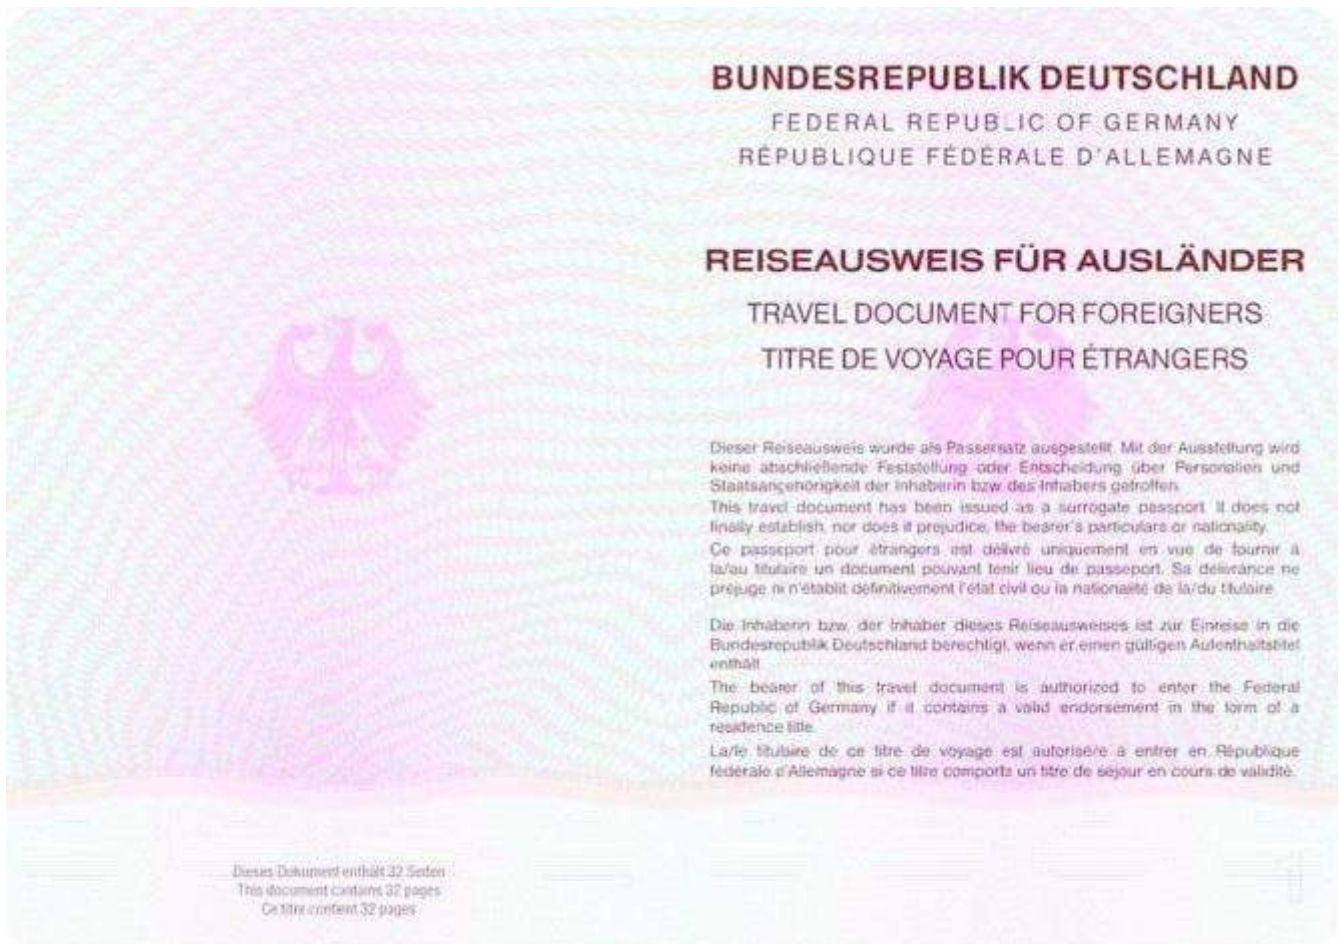 BUNDESREPUBLIK DEUTSCHLAND
FEDERAL REPUBLIC OF GERMANY
RÉPUBLIQUE FÉDÉRALE D'ALLEMAGNE
REISEAUSWEIS FÜR AUSLÄNDER
TRAVEL DOCUMENT FOR FOREIGNERS
TITRE DE VOYAGE POUR ÉTRANGERS
Dieser Reiseausweis wurde als Passersatz ausgestellt. Mit der Ausstellung wird
keine abschließende Feststellung oder Entscheidung über Personalien und
Staatsangehörigkeit der Inhaberin bzw. des Inhabers getroffen.
This travel document has been issued as a surrogate passport. It does not
finally establish, nor does it prejudice, the bearer's particulars or nationality.
Ce passeport pour étrangers est délivré uniquement en vue de fournir à
la/au titulaire un document pouvant tenir lieu de passeport. Sa délivrance ne
préjuge ni n'établit définitivement l'état civil ou la nationalité de la/du titulaire.
Die Inhaberin bzw. der Inhaber dieses Reiseausweises ist zur Einreise in die
Bundesrepublik Deutschland berechtigt, wenn er einen gültigen Aufenthaltstitel
enthält.
The bearer of this travel document is authorized to enter the Federal
Republic of Germany if it contains a valid endorsement in the form of a
residence title.
La/le titulaire de ce titre de voyage est autorisé/e à entrer en République
fédérale d'Allemagne si ce titre comporte un titre de séjour en cours de validité.
Dieses Dokument enthält 32 Seiten
This document contains 32 pages
Ce titre contient 32 pages
1